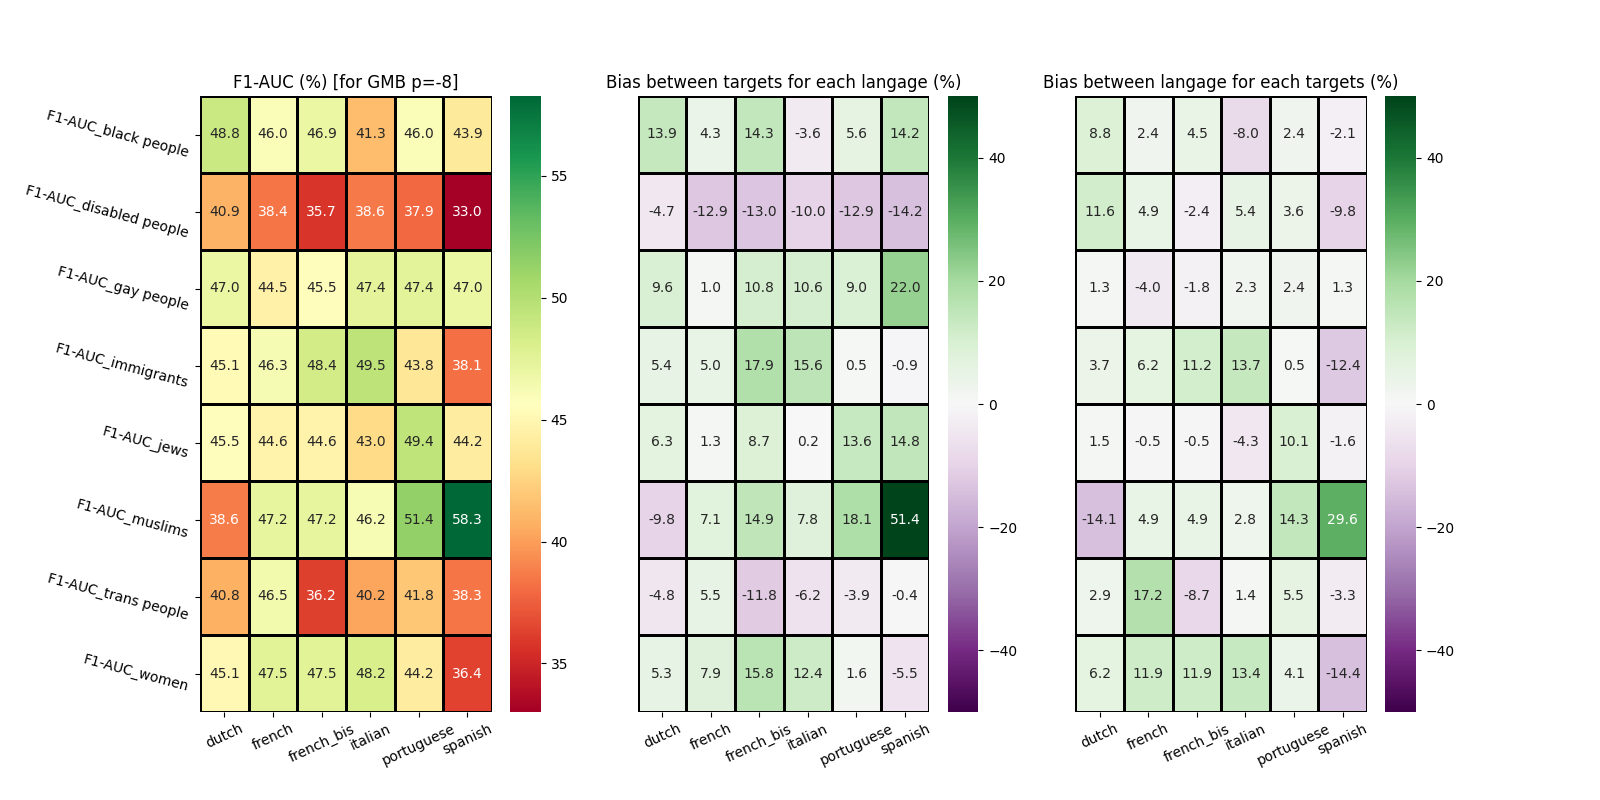 F1-AUC (%) [for GMB p=-8]
Bias between targets for each langage (%)
Bias between langage for each targets (%)
F1-AUC_black people
48.8 46.0 46.9 41.3 46.0 43.9
13.9 4.3 14.3 -3.6 5.6 14.2
8.8 2.4 4.5 -8.0 2.4 -2.1
F1-AUC_disabled people
40.9 38.4 35.7 38.6 37.9 33.0
-4.7 -12.9 -13.0 -10.0 -12.9 -14.2
11.6 4.9 -2.4 5.4 3.6 -9.8
F1-AUC_gay people
47.0 44.5 45.5 47.4 47.4 47.0
9.6 1.0 10.8 10.6 9.0 22.0
1.3 -4.0 -1.8 2.3 2.4 1.3
F1-AUC_immigrants
45.1 46.3 48.4 49.5 43.8 38.1
5.4 5.0 17.9 15.6 0.5 -0.9
3.7 6.2 11.2 13.7 0.5 -12.4
F1-AUC_jews
45.5 44.6 44.6 43.0 49.4 44.2
6.3 1.3 8.7 0.2 13.6 14.8
1.5 -0.5 -0.5 -4.3 10.1 -1.6
F1-AUC_muslims
38.6 47.2 47.2 46.2 51.4 58.3
-9.8 7.1 14.9 7.8 18.1 51.4
-14.1 4.9 4.9 2.8 14.3 29.6
F1-AUC_trans people
40.8 46.5 36.2 40.2 41.8 38.3
-4.8 5.5 -11.8 -6.2 -3.9 -0.4
2.9 17.2 -8.7 1.4 5.5 -3.3
F1-AUC_women
45.1 47.5 47.5 48.2 44.2 36.4
5.3 7.9 15.8 12.4 1.6 -5.5
6.2 11.9 11.9 13.4 4.1 -14.4
dutch french french_bis italian portuguese spanish
dutch french french_bis italian portuguese spanish
dutch french french_bis italian portuguese spanish
55
50
45
40
35
40
20
0
−20
−40
40
20
0
−20
−40